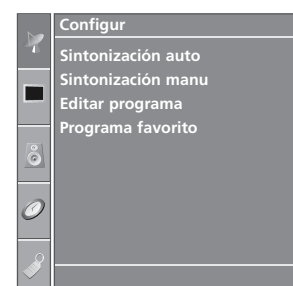 Configur
Sintonización auto
Sintonización manu
Editar programa
Programa favorito